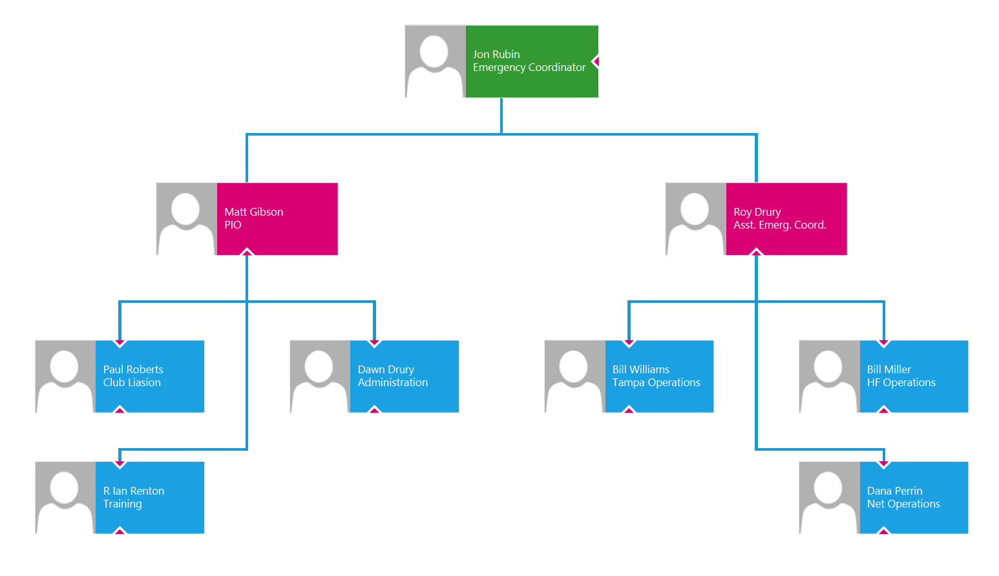 Jon Rubin
Emergency Coordinator
Matt Gibson
PIO
Roy Drury
Asst. Emerg. Coord.
Paul Roberts
Club Liasion
Dawn Drury
Administration
Bill Williams
Tampa Operations
Bill Miller
HF Operations
R Ian Renton
Training
Dana Perrin
Net Operations